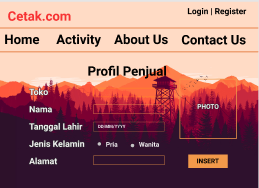 Cetak.com
Login | Register
Home Activity About Us Contact Us
Profil Penjual
Toko
Nama
PHOTO
Tanggal Lahir DD/MM/YYYY
Jenis Kelamin Pria Wanita
Alamat
INSERT